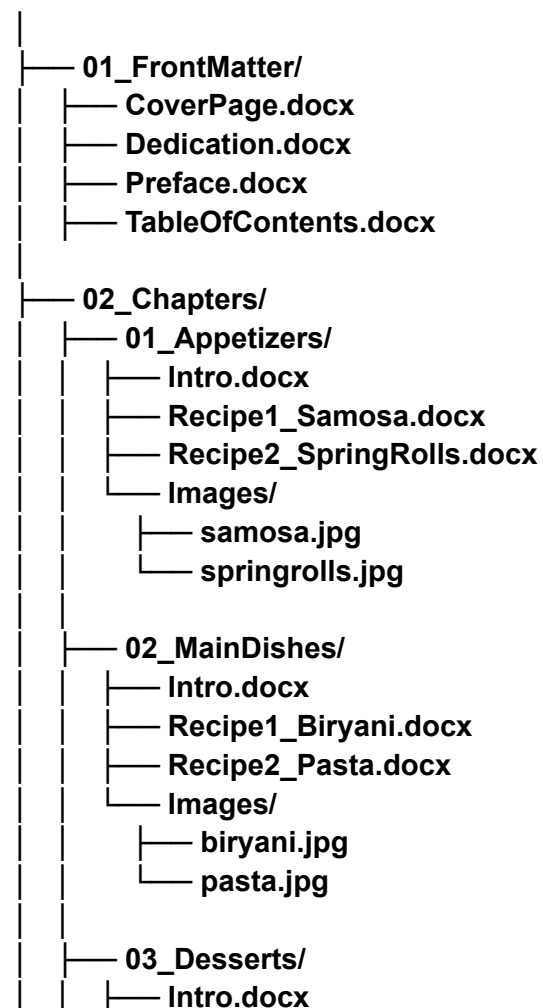 01_FrontMatter/
CoverPage.docx
Dedication.docx
Preface.docx
TableOfContents.docx
02_Chapters/
01_Appetizers/
Intro.docx
Recipe1_Samosa.docx
Recipe2_SpringRolls.docx
Images/
samosa.jpg
springrolls.jpg
02_MainDishes/
Intro.docx
Recipe1_Biryani.docx
Recipe2_Pasta.docx
Images/
biryani.jpg
pasta.jpg
03_Desserts/
Intro.docx